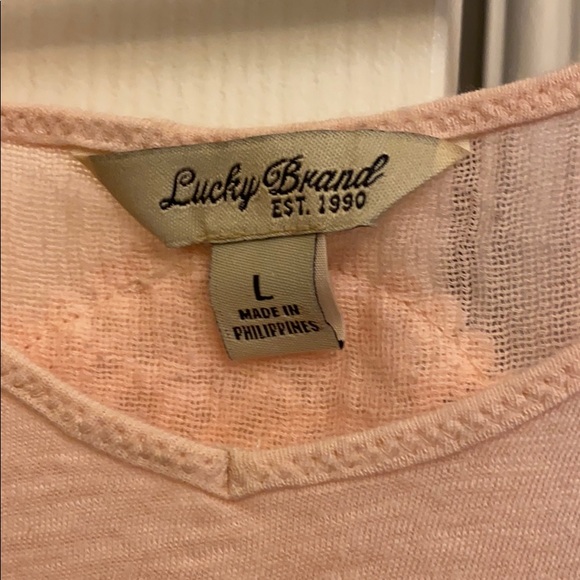 Lucky Brand
EST. 1990
L
MADE IN
PHILIPPINES